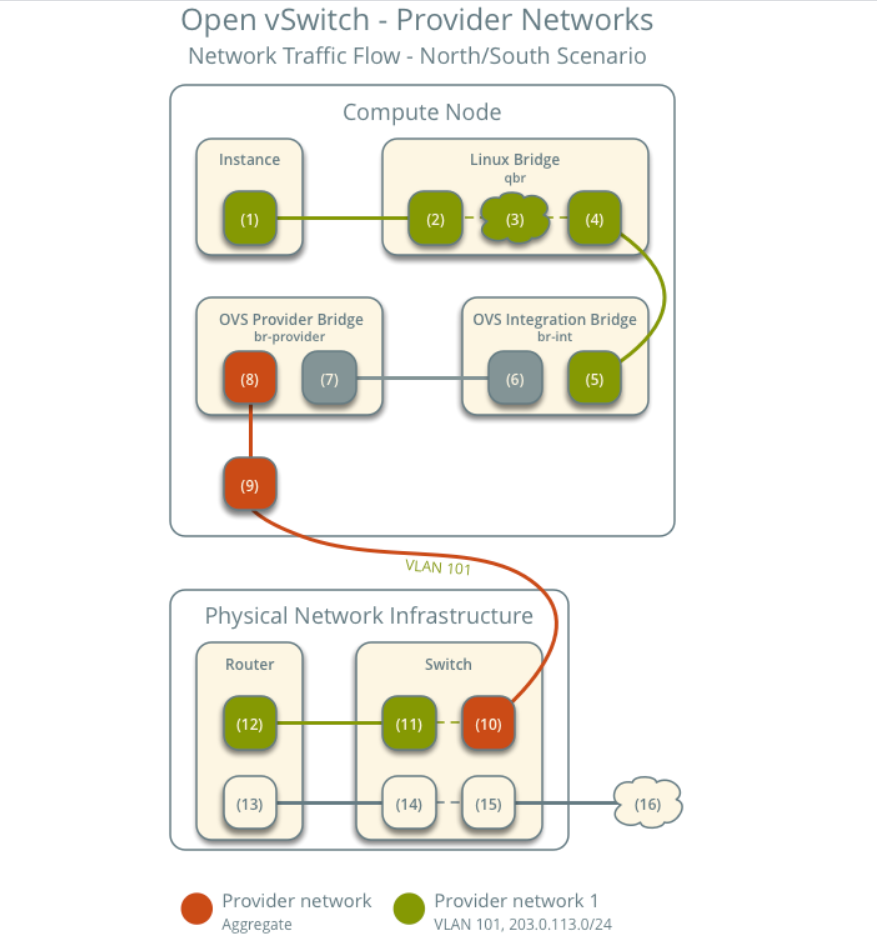 Open vSwitch - Provider Networks
Network Traffic Flow - North/South Scenario
Compute Node
Instance
(1)
Linux Bridge
qbr
(2)
(3)
(4)
OVS Provider Bridge
br-provider
(8)
(7)
OVS Integration Bridge
br-int
(6)
(5)
(9)
VLAN 101
Physical Network Infrastructure
Router
Switch
(12)
(11)
(10)
(13)
(14)
(15)
(16)
Provider network
Aggregate
Provider network 1
VLAN 101, 203.0.113.0/24